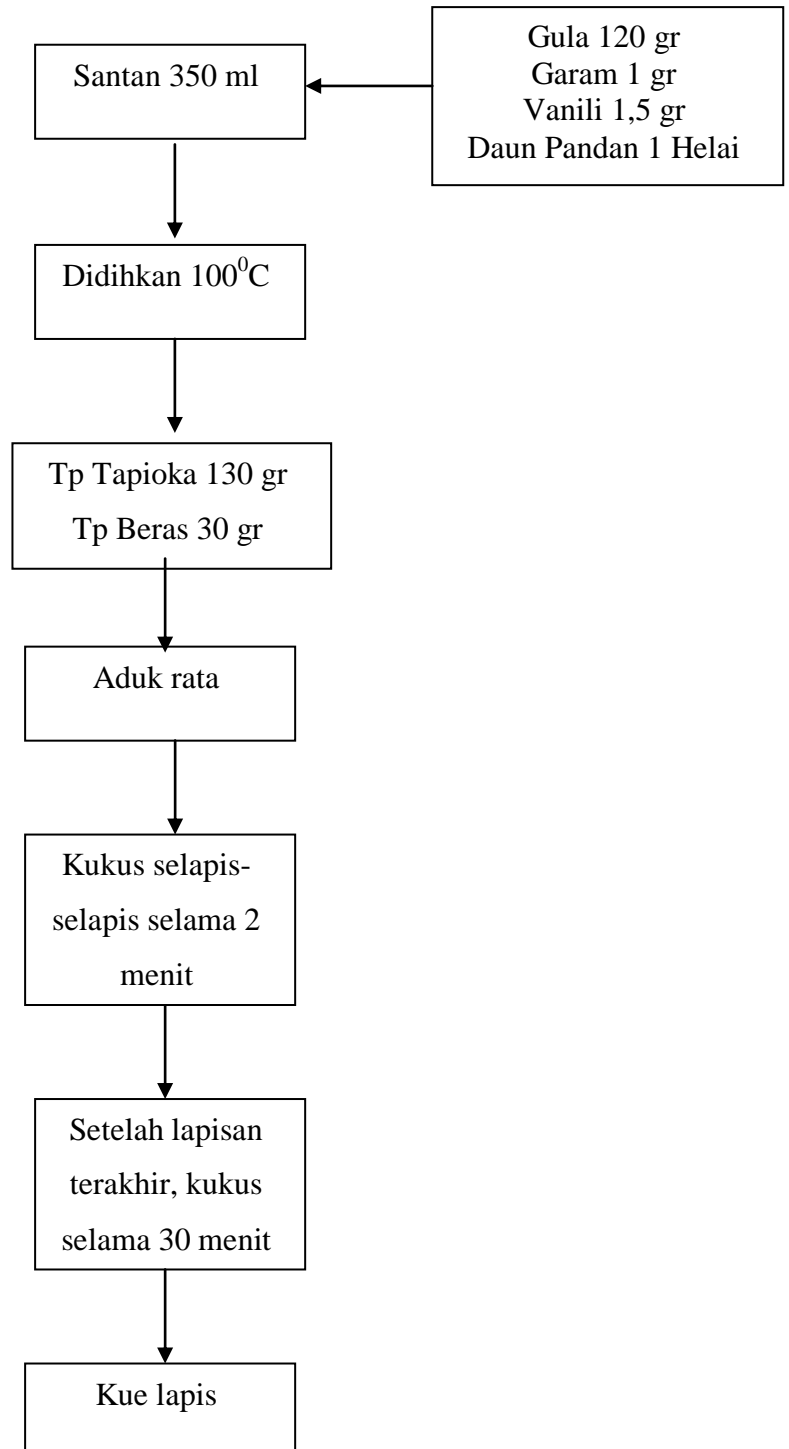 Santan 350 ml
Gula 120 gr
Garam 1 gr
Vanili 1,5 gr
Daun Pandan 1 Helai
Didihkan 100⁰C
Tp Tapioka 130 gr
Tp Beras 30 gr
Aduk rata
Kukus selapis-
selapis selama 2
menit
Setelah lapisan
terakhir, kukus
selama 30 menit
Kue lapis